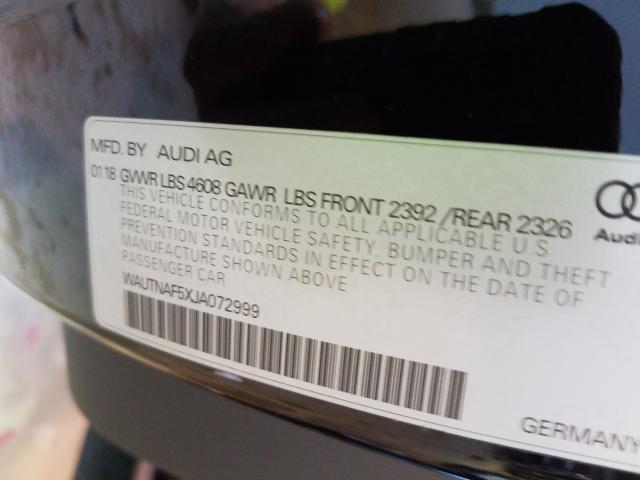 MFD. BY AUDI AG
01 18 GVWR LBS 4608 GAWR LBS FRONT 2392 /REAR 2326
THIS VEHICLE CONFORMS TO ALL APPLICABLE U.S.
FEDERAL MOTOR VEHICLE SAFETY, BUMPER AND THEFT
PREVENTION STANDARDS IN EFFECT ON THE DATE OF
MANUFACTURE SHOWN ABOVE
PASSENGER CAR
WAUTNAF5XJA072999
Audi
GERMANY